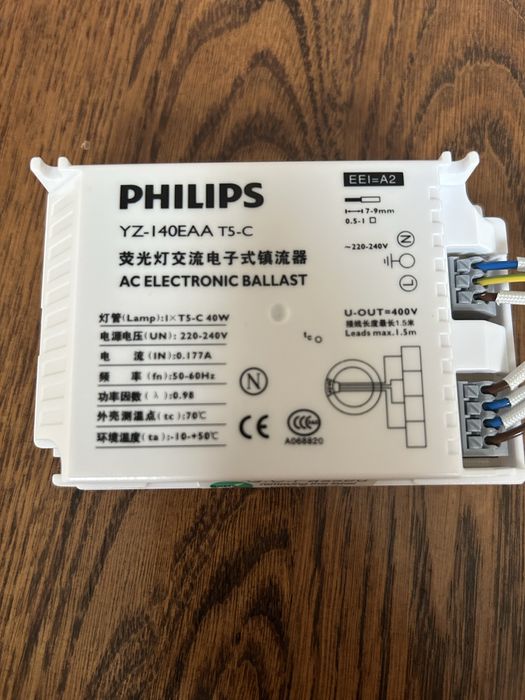 PHILIPS
YZ-140EAA T5-C
荧光灯交流电子式镇流器
AC ELECTRONIC BALLAST
灯管(Lamp):1×T5-C 40W
电源电压(UN): 220-240V
电 流 (IN):0.177A
频 率 (fn):50-60Hz
功率因数(λ):0.98
外壳测温点(tc):70℃
环境温度(ta):-10-+50℃
N
CE
CCC
A068820
EEI=A2
7-9mm
0.5-1□
~220-240V
N
L
U-OUT=400V
接线长度最长1.5米
Leads max.1.5m
tc